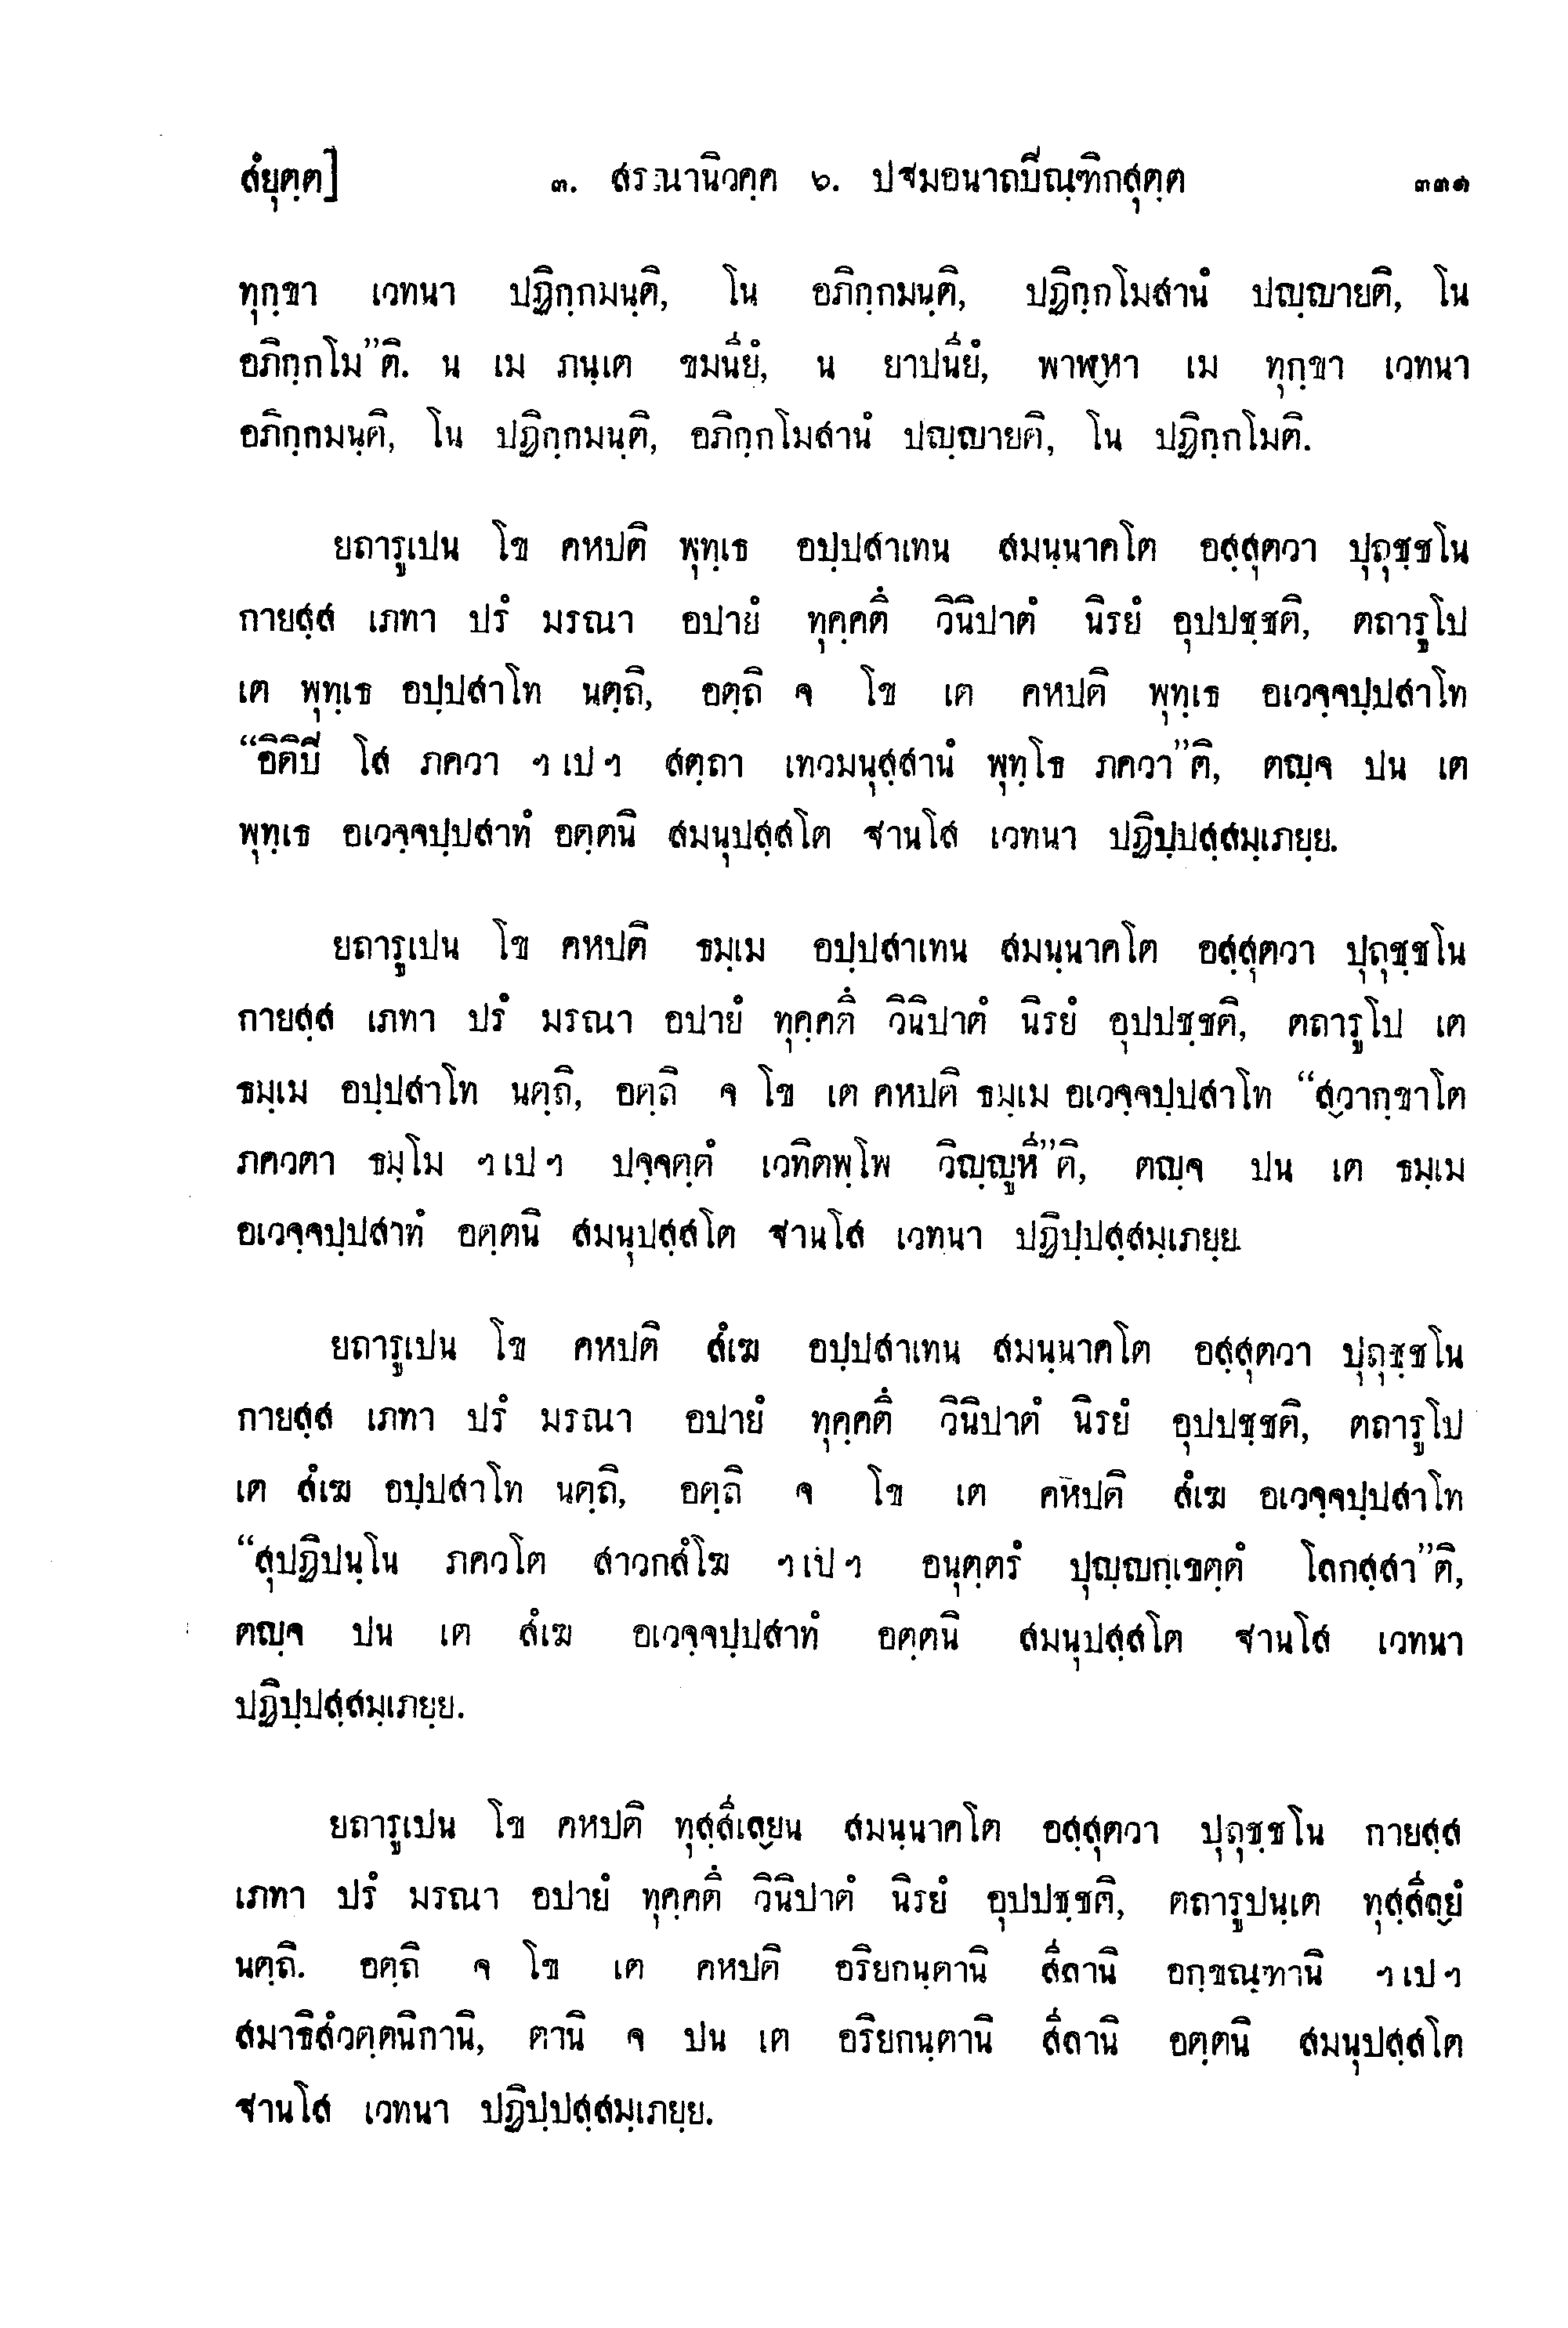 สํยุตฺต]	๓. สรณานิวคฺค ๖. ปฐมอนาถปิณฺฑิกสุตฺต	๓๓๑
ทุกฺขา เวทนา ปฏิกฺกมนฺติ, โน อภิกฺกมนฺติ, ปฏิกฺกโมสานํ ปญฺญายติ, โน
อภิกฺกโม”ติ. น เม ภนฺเต ขมนียํ, น ยาปนียํ, พาฬฺหา เม ทุกฺขา เวทนา
อภิกฺกมนฺติ, โน ปฏิกฺกมนฺติ, อภิกฺกโมสานํ ปญฺญายติ, โน ปฏิกฺกโมติ.
ยถารูเปน โข คหปติ พุทฺเธ อปฺปสาเทน สมนฺนาคโต อสฺสุตวา ปุถุชฺชโน
กายสฺส เภทา ปรํ มรณา อปายํ ทุคฺคตึ วินิปาตํ นิรยํ อุปปชฺชติ, ตถารูโป
เต พุทฺเธ อปฺปสาโท นตฺถิ, อตฺถิ จ โข เต คหปติ พุทฺเธ อเวจฺจปฺปสาโท
“อิติปิ โส ภควา ฯ เป ฯ สตฺถา เทวมนุสฺสานํ พุทฺโธ ภควา”ติ, ตญฺจ ปน เต
พุทฺเธ อเวจฺจปฺปสาทํ อตฺตนิ สมนุปสฺสโต ฐานโส เวทนา ปฏิปฺปสฺสมฺเภยฺย.
ยถารูเปน โข คหปติ ธมฺเม อปฺปสาเทน สมนฺนาคโต อสฺสุตวา ปุถุชฺชโน
กายสฺส เภทา ปรํ มรณา อปายํ ทุคฺคตึ วินิปาตํ นิรยํ อุปปชฺชติ, ตถารูโป เต
ธมฺเม อปฺปสาโท นตฺถิ, อตฺถิ จ โข เต คหปติ ธมฺเม อเวจฺจปฺปสาโท “สฺวากฺขาโต
ภควตา ธมฺโม ฯ เป ฯ ปจฺจตฺตํ เวทิตพฺโพ วิญฺญูหี”ติ, ตญฺจ ปน เต ธมฺเม
อเวจฺจปฺปสาทํ อตฺตนิ สมนุปสฺสโต ฐานโส เวทนา ปฏิปฺปสฺสมฺเภยฺย.
ยถารูเปน โข คหปติ สํเฆ อปฺปสาเทน สมนฺนาคโต อสฺสุตวา ปุถุชฺชโน
กายสฺส เภทา ปรํ มรณา อปายํ ทุคฺคตึ วินิปาตํ นิรยํ อุปปชฺชติ, ตถารูโป
เต สํเฆ อปฺปสาโท นตฺถิ, อตฺถิ จ โข เต คหปติ สํเฆ อเวจฺจปฺปสาโท
“สุปฏิปนฺโน ภควโต สาวกสํโฆ ฯ เป ฯ อนุตฺตรํ ปุญฺญกฺเขตฺตํ โลกสฺสา”ติ,
ตญฺจ ปน เต สํเฆ อเวจฺจปฺปสาทํ อตฺตนิ สมนุปสฺสโต ฐานโส เวทนา
ปฏิปฺปสฺสมฺเภยฺย.
ยถารูเปน โข คหปติ ทุสฺสีเลฺยน สมนฺนาคโต อสฺสุตวา ปุถุชฺชโน กายสฺส
เภทา ปรํ มรณา อปายํ ทุคฺคตึ วินิปาตํ นิรยํ อุปปชฺชติ, ตถารูปนฺเต ทุสฺสีลฺยํ
นตฺถิ. อตฺถิ จ โข เต คหปติ อริยกนฺตานิ สีลานิ อกฺขณฺฑานิ ฯ เป ฯ
สมาธิสํวตฺตนิกานิ, ตานิ จ ปน เต อริยกนฺตานิ สีลานิ อตฺตนิ สมนุปสฺสโต
ฐานโส เวทนา ปฏิปฺปสฺสมฺเภยฺย.